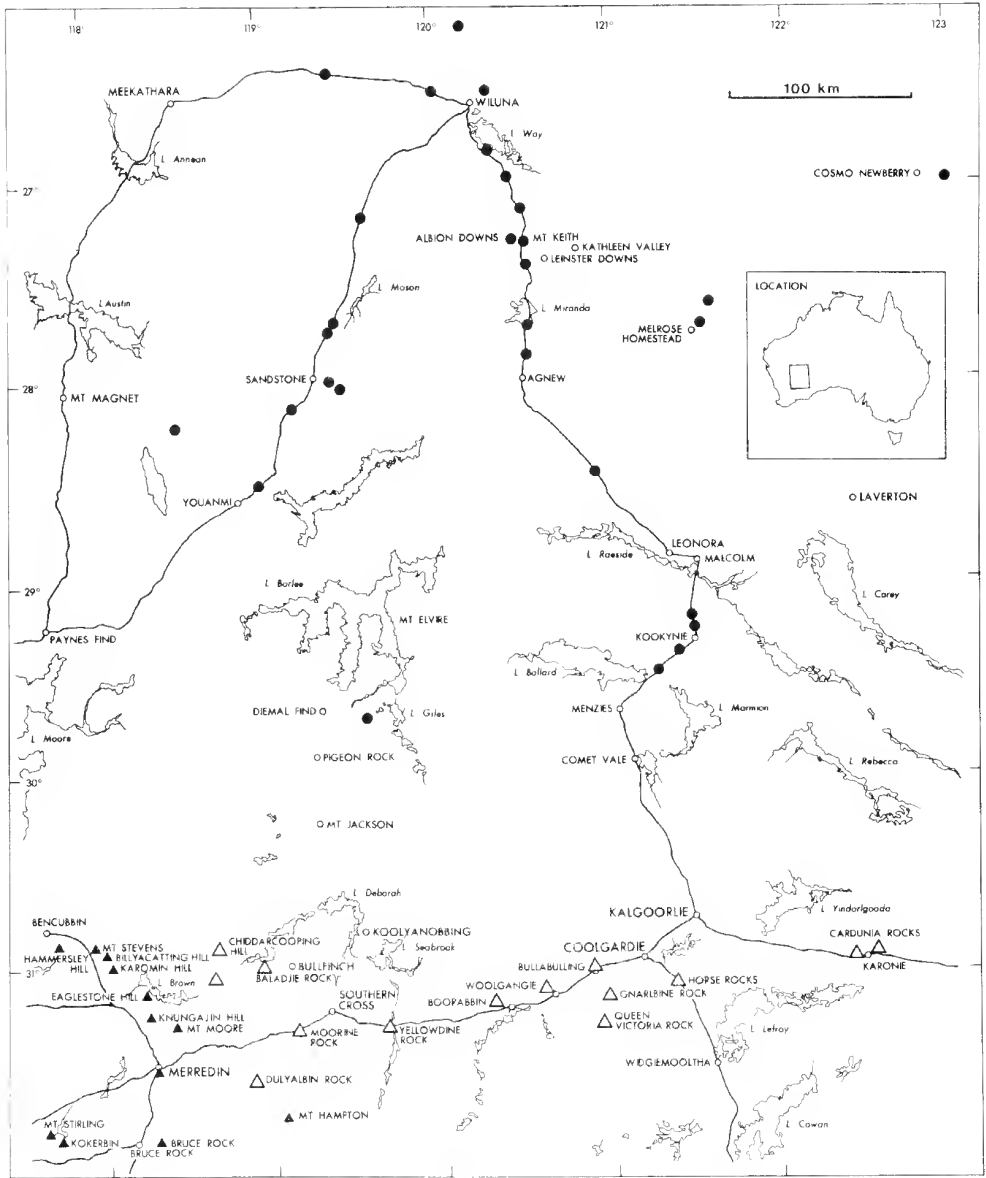 118°
119°
120°
121°
122°
123
100 km
MEEKATHARA
WILUNA
L Way
L Annean
COSMO NEWBERRY
27°
ALBION DOWNS
MT KEITH
KATHLEEN VALLEY
LEINSTER DOWNS
LOCATION
L Mason
L Austin
L Miranda
MELROSE
HOMESTEAD
SANDSTONE
AGNEW
28°
MT MAGNET
YOUANMI
LAVERTON
LEONORA
MALCOLM
L Raeside
L Barlee
L Carey
29°
MT ELVIRE
PAYNES FIND
KOOKYNIE
L Ballard
DIEMAL FIND
L Giles
MENZIES
L Marmion
L Moore
PIGEON ROCK
COMET VALE
L Rebecca
30°
MT JACKSON
L Deborah
L Yindarlgooda
KALGOORLIE
BENCUBBIN
KOOLYANOBBING
CARDUNIA ROCKS
MT STEVENS
CHIDDARCOOPING
HILL
L Seabrook
COOLGARDIE
HAMMERSLEY
HILL
BILLYACATTING HILL
KAROMIN HILL
BULLFINCH
BULLABULLING
KARONIE
31°
BALADJIE ROCK
L Brown
WOOLGANGIE
HORSE ROCKS
EAGLESTONE HILL
SOUTHERN
CROSS
BOORABBIN
GNARLBINE ROCK
KNUNGAJIN HILL
MT MOORE
MOORINE
ROCK
YELLOWDINE
ROCK
QUEEN
VICTORIA ROCK
L Lefroy
MERREDIN
WIDGIEMOOLTHA
DULYALBIN ROCK
MT STIRLING
MT HAMPTON
L Cowan
KOKERBIN
BRUCE ROCK
BRUCE ROCK